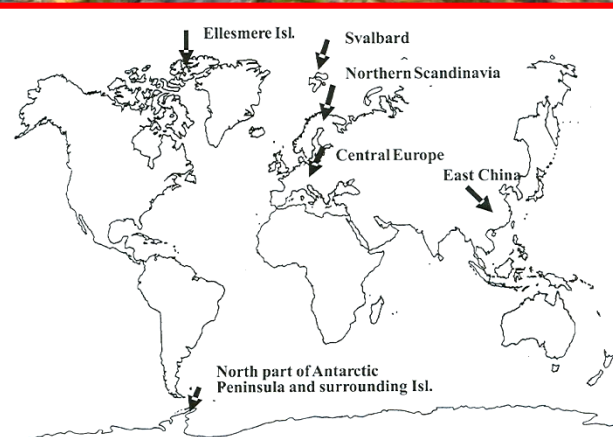 Ellesmere Isl.
Svalbard
Northern Scandinavia
Central Europe
East China
North part of Antarctic
Peninsula and surrounding Isl.